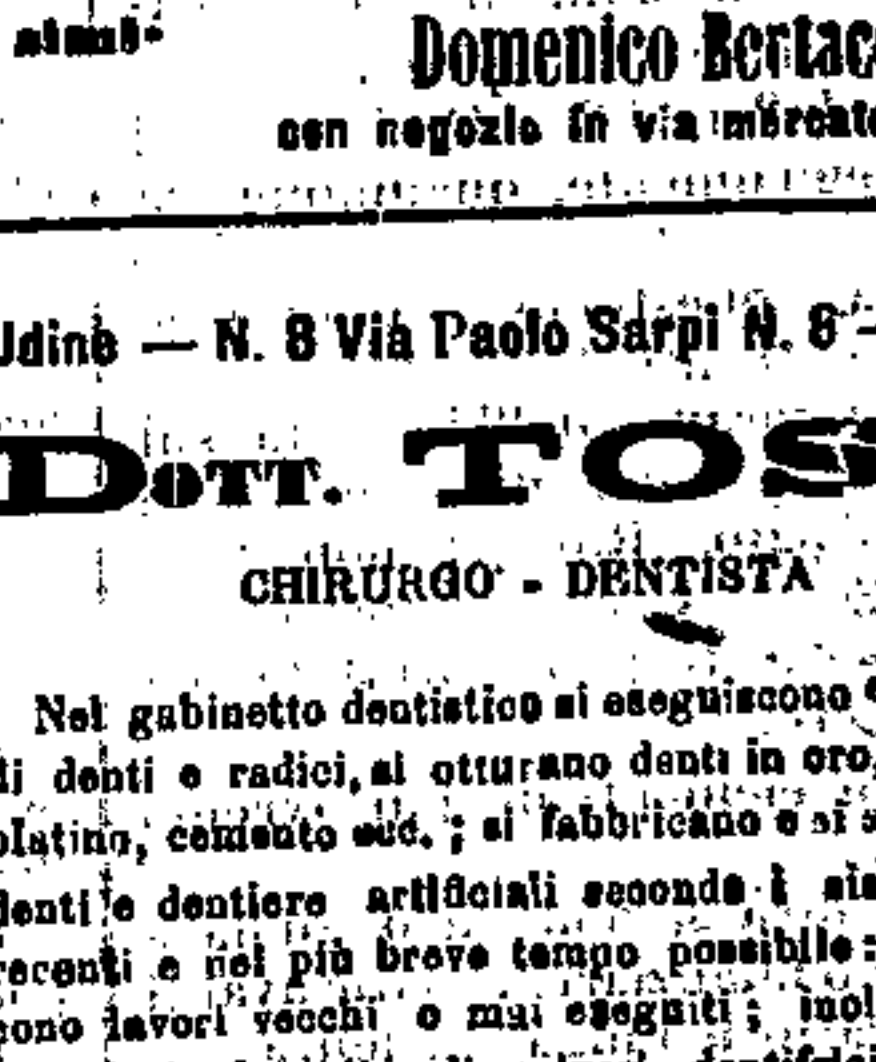 Domenico Bertac
con negozio in via mercato
Udine — N. 8 Via Paolo Sarpi N. 8 -
DOTT. TOS
CHIRURGO - DENTISTA
Nel gabinetto dentistico si eseguiscono
di denti e radici, si otturano denti in oro,
platino, cemento ecc. ; si fabbricano e si s
denti e dentiere artificiali secondo i sis
recenti e nel più breve tempo possibile :
cono lavori vecchi o mai eseguiti ; inol